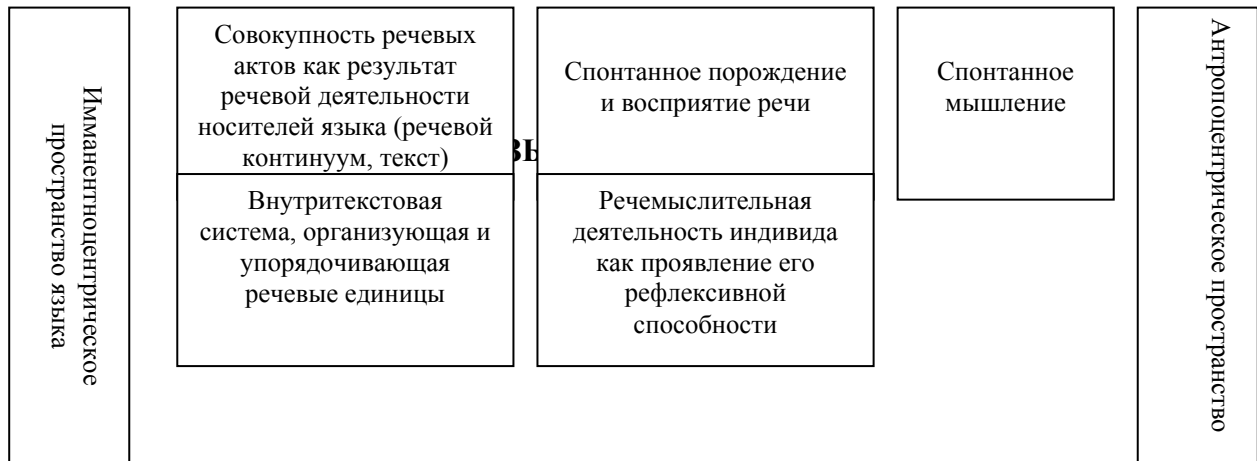 Имманентноцентрическое
пространство языка
Совокупность речевых
актов как результат
речевой деятельности
носителей языка (речевой
континуум, текст)
Спонтанное порождение
и восприятие речи
Спонтанное
мышление
Внутритекстовая
система, организующая и
упорядочивающая
речевые единицы
Речемыслительная
деятельность индивида
как проявление его
рефлексивной
способности
Антропоцентрическое пространство